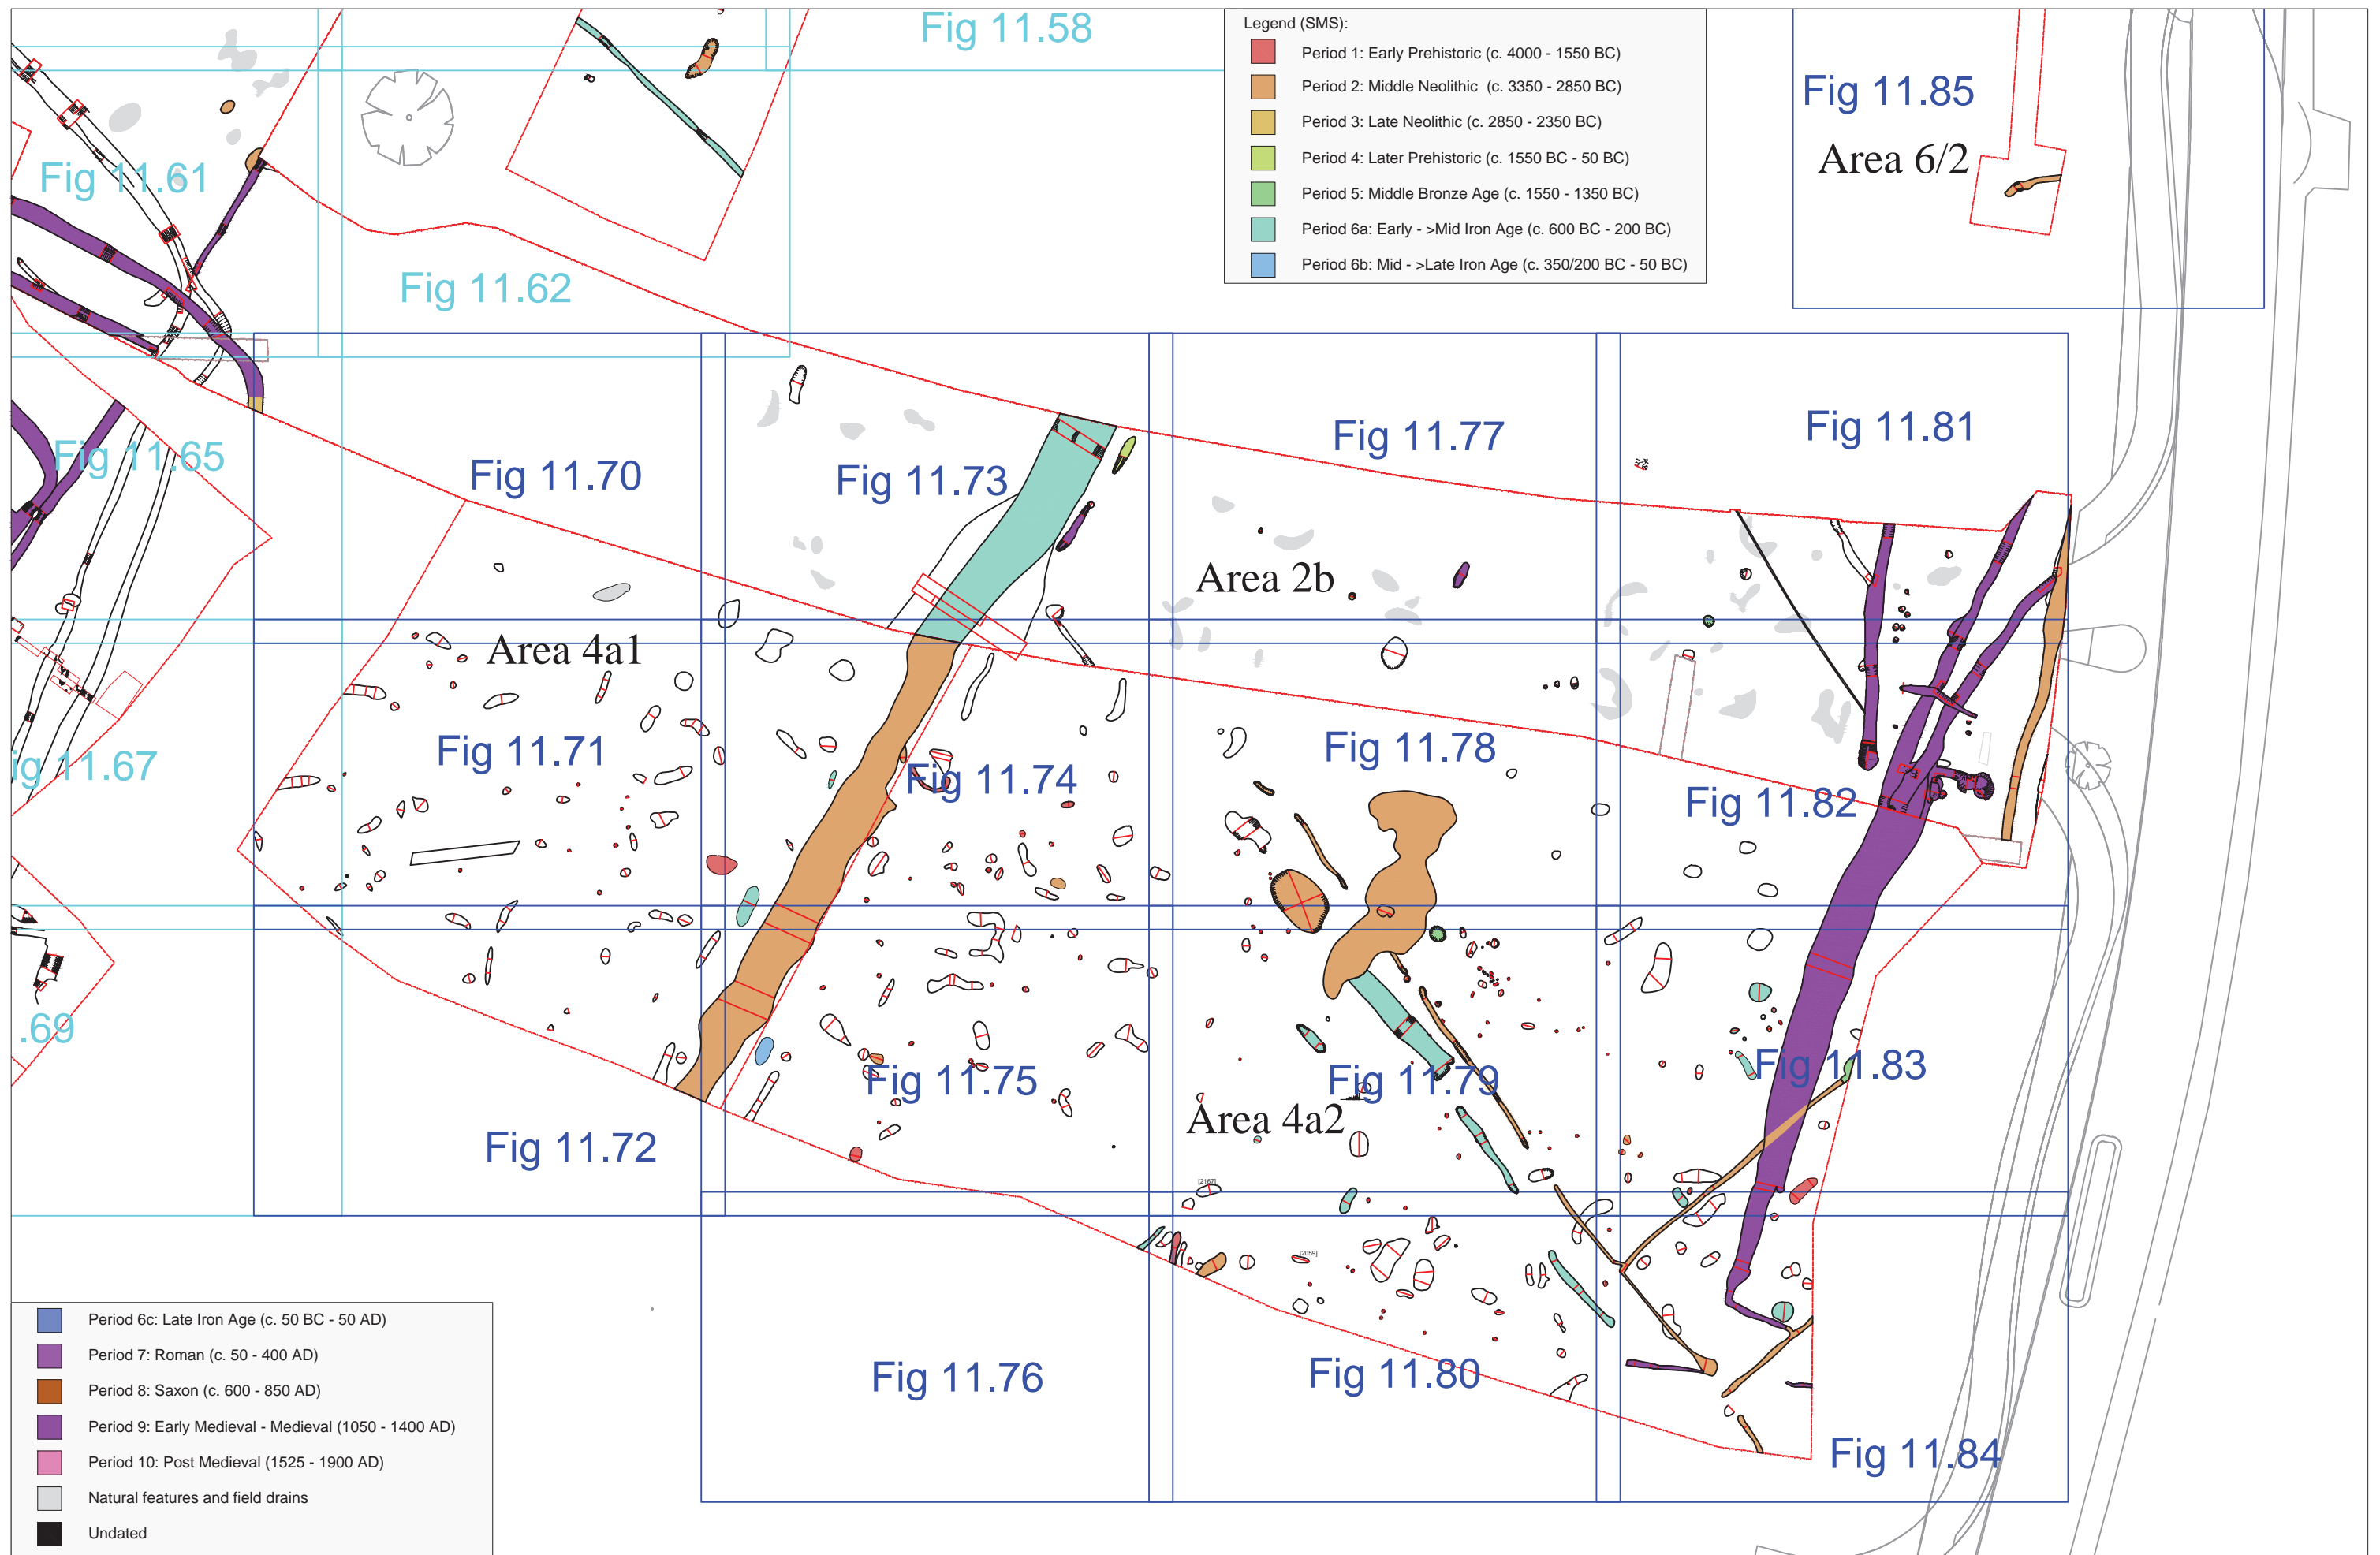 Fig 11.58
Legend (SMS):
Period 1: Early Prehistoric (c. 4000 - 1550 BC)
Period 2: Middle Neolithic (c. 3350 - 2850 BC)
Period 3: Late Neolithic (c. 2850 - 2350 BC)
Period 4: Later Prehistoric (c. 1550 BC - 50 BC)
Period 5: Middle Bronze Age (c. 1550 - 1350 BC)
Period 6a: Early - >Mid Iron Age (c. 600 BC - 200 BC)
Period 6b: Mid - >Late Iron Age (c. 350/200 BC - 50 BC)
Fig 11.85
Area 6/2
Fig 11.61
Fig 11.62
Fig 11.65
Fig 11.70
Fig 11.73
Fig 11.77
Fig 11.81
Area 2b
Area 4a1
Fig 11.71
Fig 11.74
Fig 11.78
Fig 11.82
ig 11.67
.69
Fig 11.72
Fig 11.75
Fig 11.79
Fig 11.83
Area 4a2
[2167]
[2059]
Fig 11.76
Fig 11.80
Fig 11.84
Period 6c: Late Iron Age (c. 50 BC - 50 AD)
Period 7: Roman (c. 50 - 400 AD)
Period 8: Saxon (c. 600 - 850 AD)
Period 9: Early Medieval - Medieval (1050 - 1400 AD)
Period 10: Post Medieval (1525 - 1900 AD)
Natural features and field drains
Undated